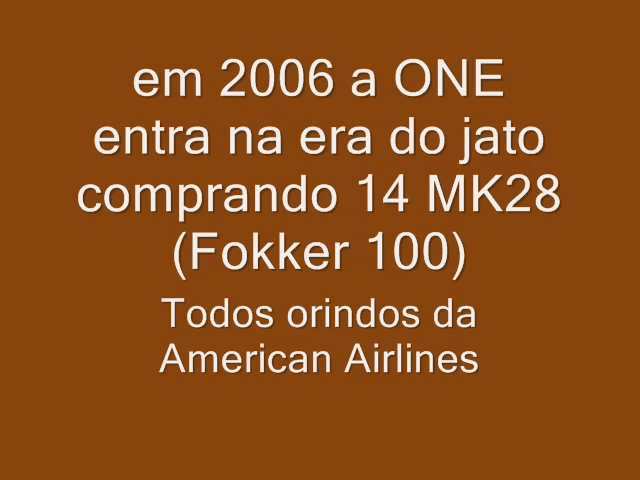 em 2006 a ONE
entra na era do jato
comprando 14 MK28
(Fokker 100)
Todos orindos da
American Airlines